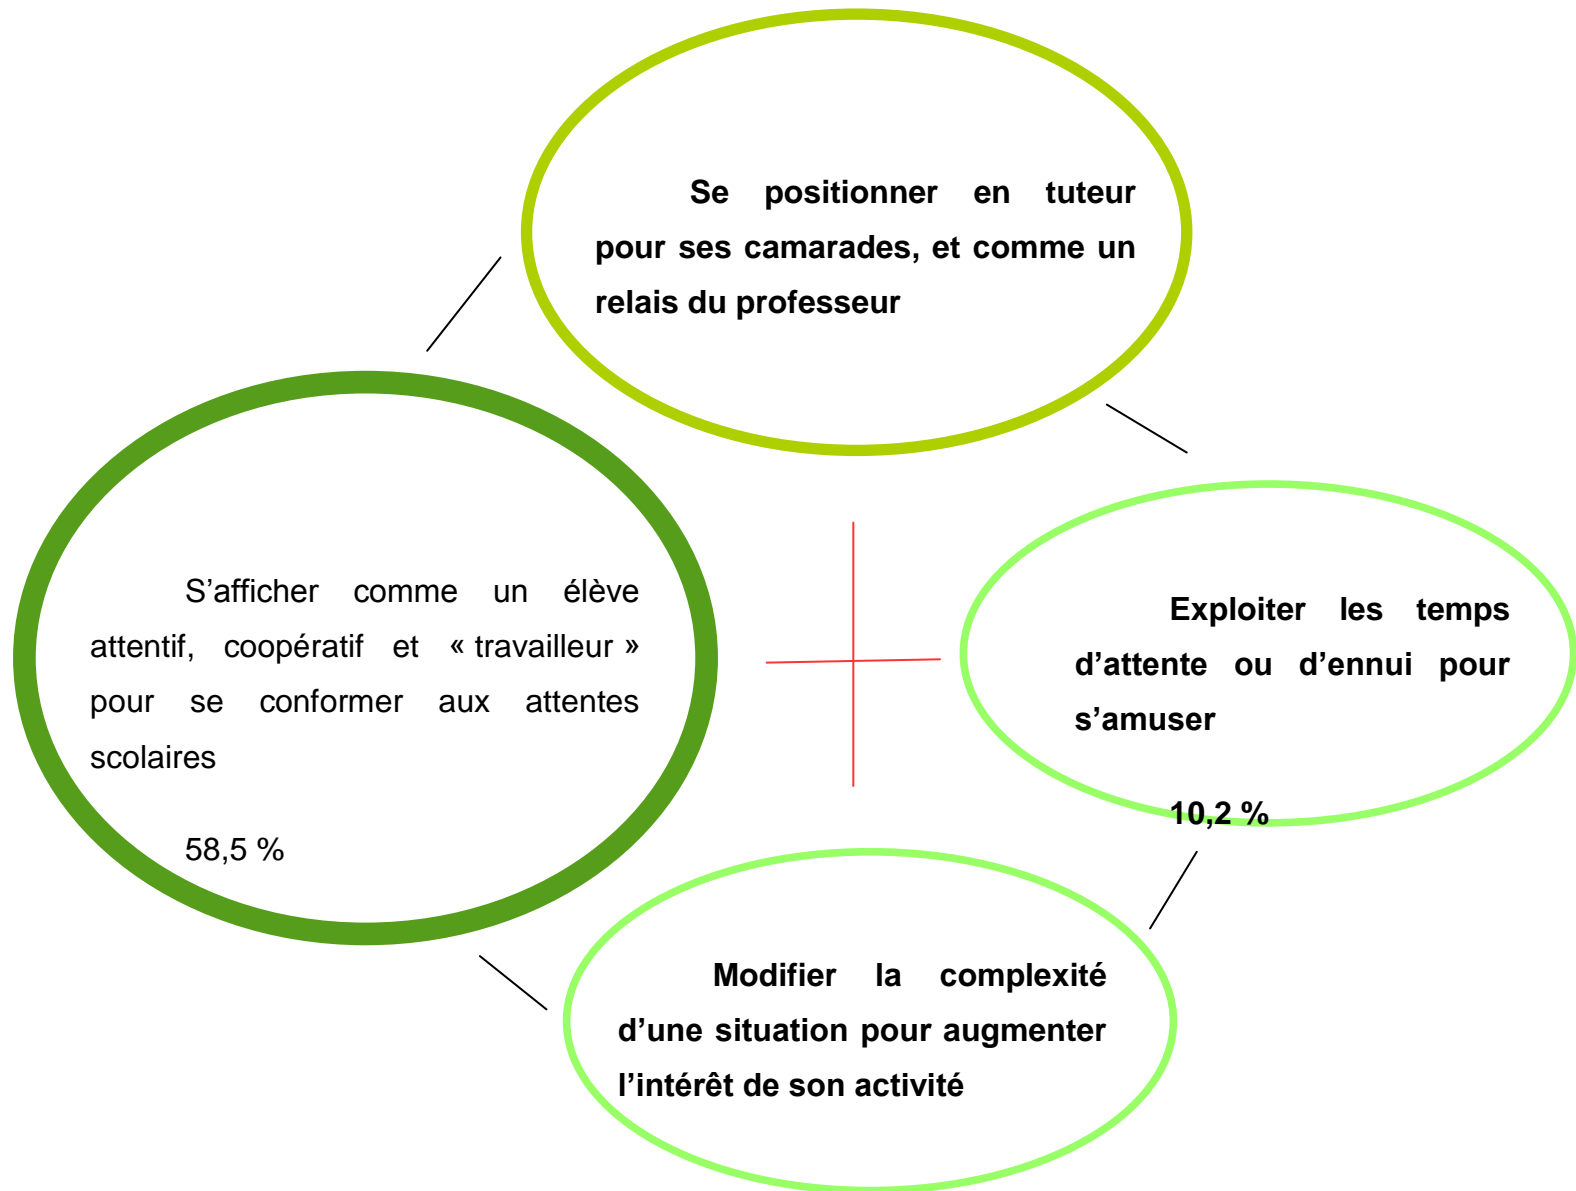 Se positionner en tuteur
pour ses camarades, et comme un
relais du professeur
S’afficher comme un élève
attentif, coopératif et « travailleur »
pour se conformer aux attentes
scolaires
58,5 %
Exploiter les temps
d’attente ou d’ennui pour
s’amuser
10,2 %
Modifier la complexité
d’une situation pour augmenter
l’intérêt de son activité